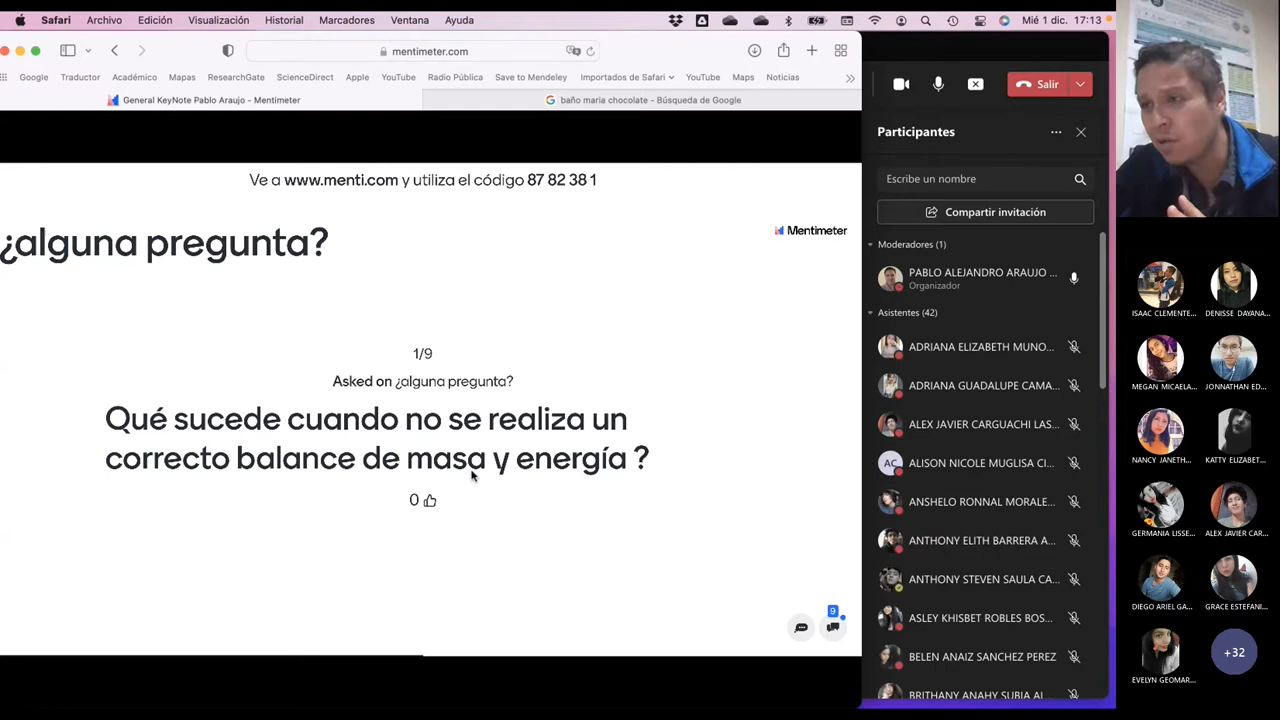 Safari Archivo Edición Visualización Historial Marcadores Ventana Ayuda
Mié 1 dic. 17:13
mentimeter.com
Google Traductor Académico Mapas ResearchGate ScienceDirect Apple YouTube Radio Pública Save to Mendeley Importados de Safari YouTube Maps Noticias
General KeyNote Pablo Araujo - Mentimeter
baño maria chocolate - Búsqueda de Google
Ve a www.menti.com y utiliza el código 87 82 38 1
¿alguna pregunta?
Mentimeter
1/9
Asked on ¿alguna pregunta?
Qué sucede cuando no se realiza un
correcto balance de masa y energía ?
0
9
Salir
Participantes
Escribe un nombre
Compartir invitación
Moderadores (1)
PABLO ALEJANDRO ARAUJO ...
Organizador
Asistentes (42)
ADRIANA ELIZABETH MUNO...
ADRIANA GUADALUPE CAMA...
ALEX JAVIER CARGUACHI LAS...
AC
ALISON NICOLE MUGLISA CI...
ANSHELO RONNAL MORALE...
ANTHONY ELITH BARRERA A...
ANTHONY STEVEN SAULA CA...
ASLEY KHISBET ROBLES BOS...
BELEN ANAIZ SANCHEZ PEREZ
BRITHANY ANAHY SUBIA AL...
ISAAC CLEMENTE...
DENISSE DAYANA...
MEGAN MICAELA...
JONNATHAN ED...
NANCY JANETH...
KATTY ELIZABET...
GERMANIA LISSE...
ALEX JAVIER CAR...
DIEGO ARIEL GA...
GRACE ESTEFANI...
EVELYN GEOMAR...
+32